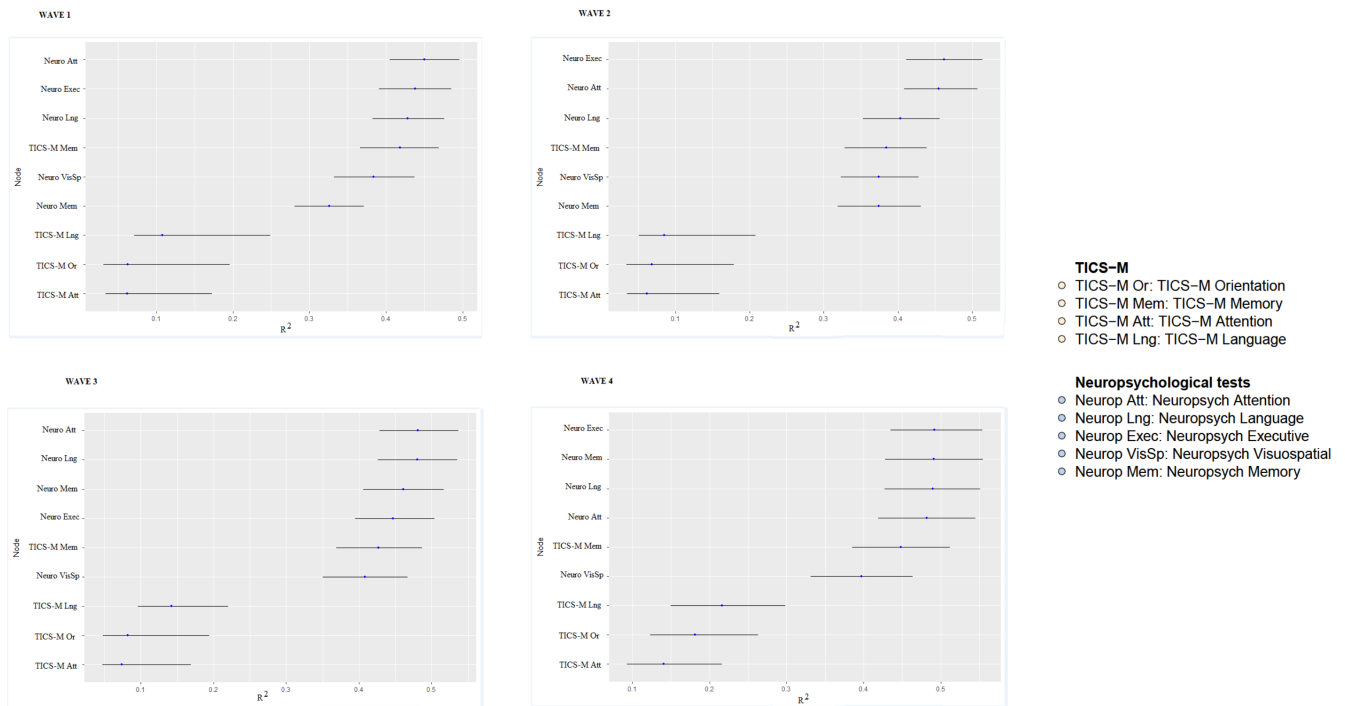 WAVE 1
Neuro Att
Neuro Exec
Neuro Lng
TICS-M Mem
Neuro VisSp
Neuro Mem
TICS-M Lng
TICS-M Or
TICS-M Att
Node
0.1 0.2 0.3 0.4 0.5
R²
WAVE 2
Neuro Exec
Neuro Att
Neuro Lng
TICS-M Mem
Neuro VisSp
Neuro Mem
TICS-M Lng
TICS-M Or
TICS-M Att
Node
0.1 0.2 0.3 0.4 0.5
R²
WAVE 3
Neuro Att
Neuro Lng
Neuro Mem
Neuro Exec
TICS-M Mem
Neuro VisSp
TICS-M Lng
TICS-M Or
TICS-M Att
Node
0.1 0.2 0.3 0.4 0.5
R²
WAVE 4
Neuro Exec
Neuro Mem
Neuro Lng
Neuro Att
TICS-M Mem
Neuro VisSp
TICS-M Lng
TICS-M Or
TICS-M Att
Node
0.1 0.2 0.3 0.4 0.5
R²
TICS−M
TICS−M Or: TICS−M Orientation
TICS−M Mem: TICS−M Memory
TICS−M Att: TICS−M Attention
TICS−M Lng: TICS−M Language
Neuropsychological tests
Neurop Att: Neuropsych Attention
Neurop Lng: Neuropsych Language
Neurop Exec: Neuropsych Executive
Neurop VisSp: Neuropsych Visuospatial
Neurop Mem: Neuropsych Memory